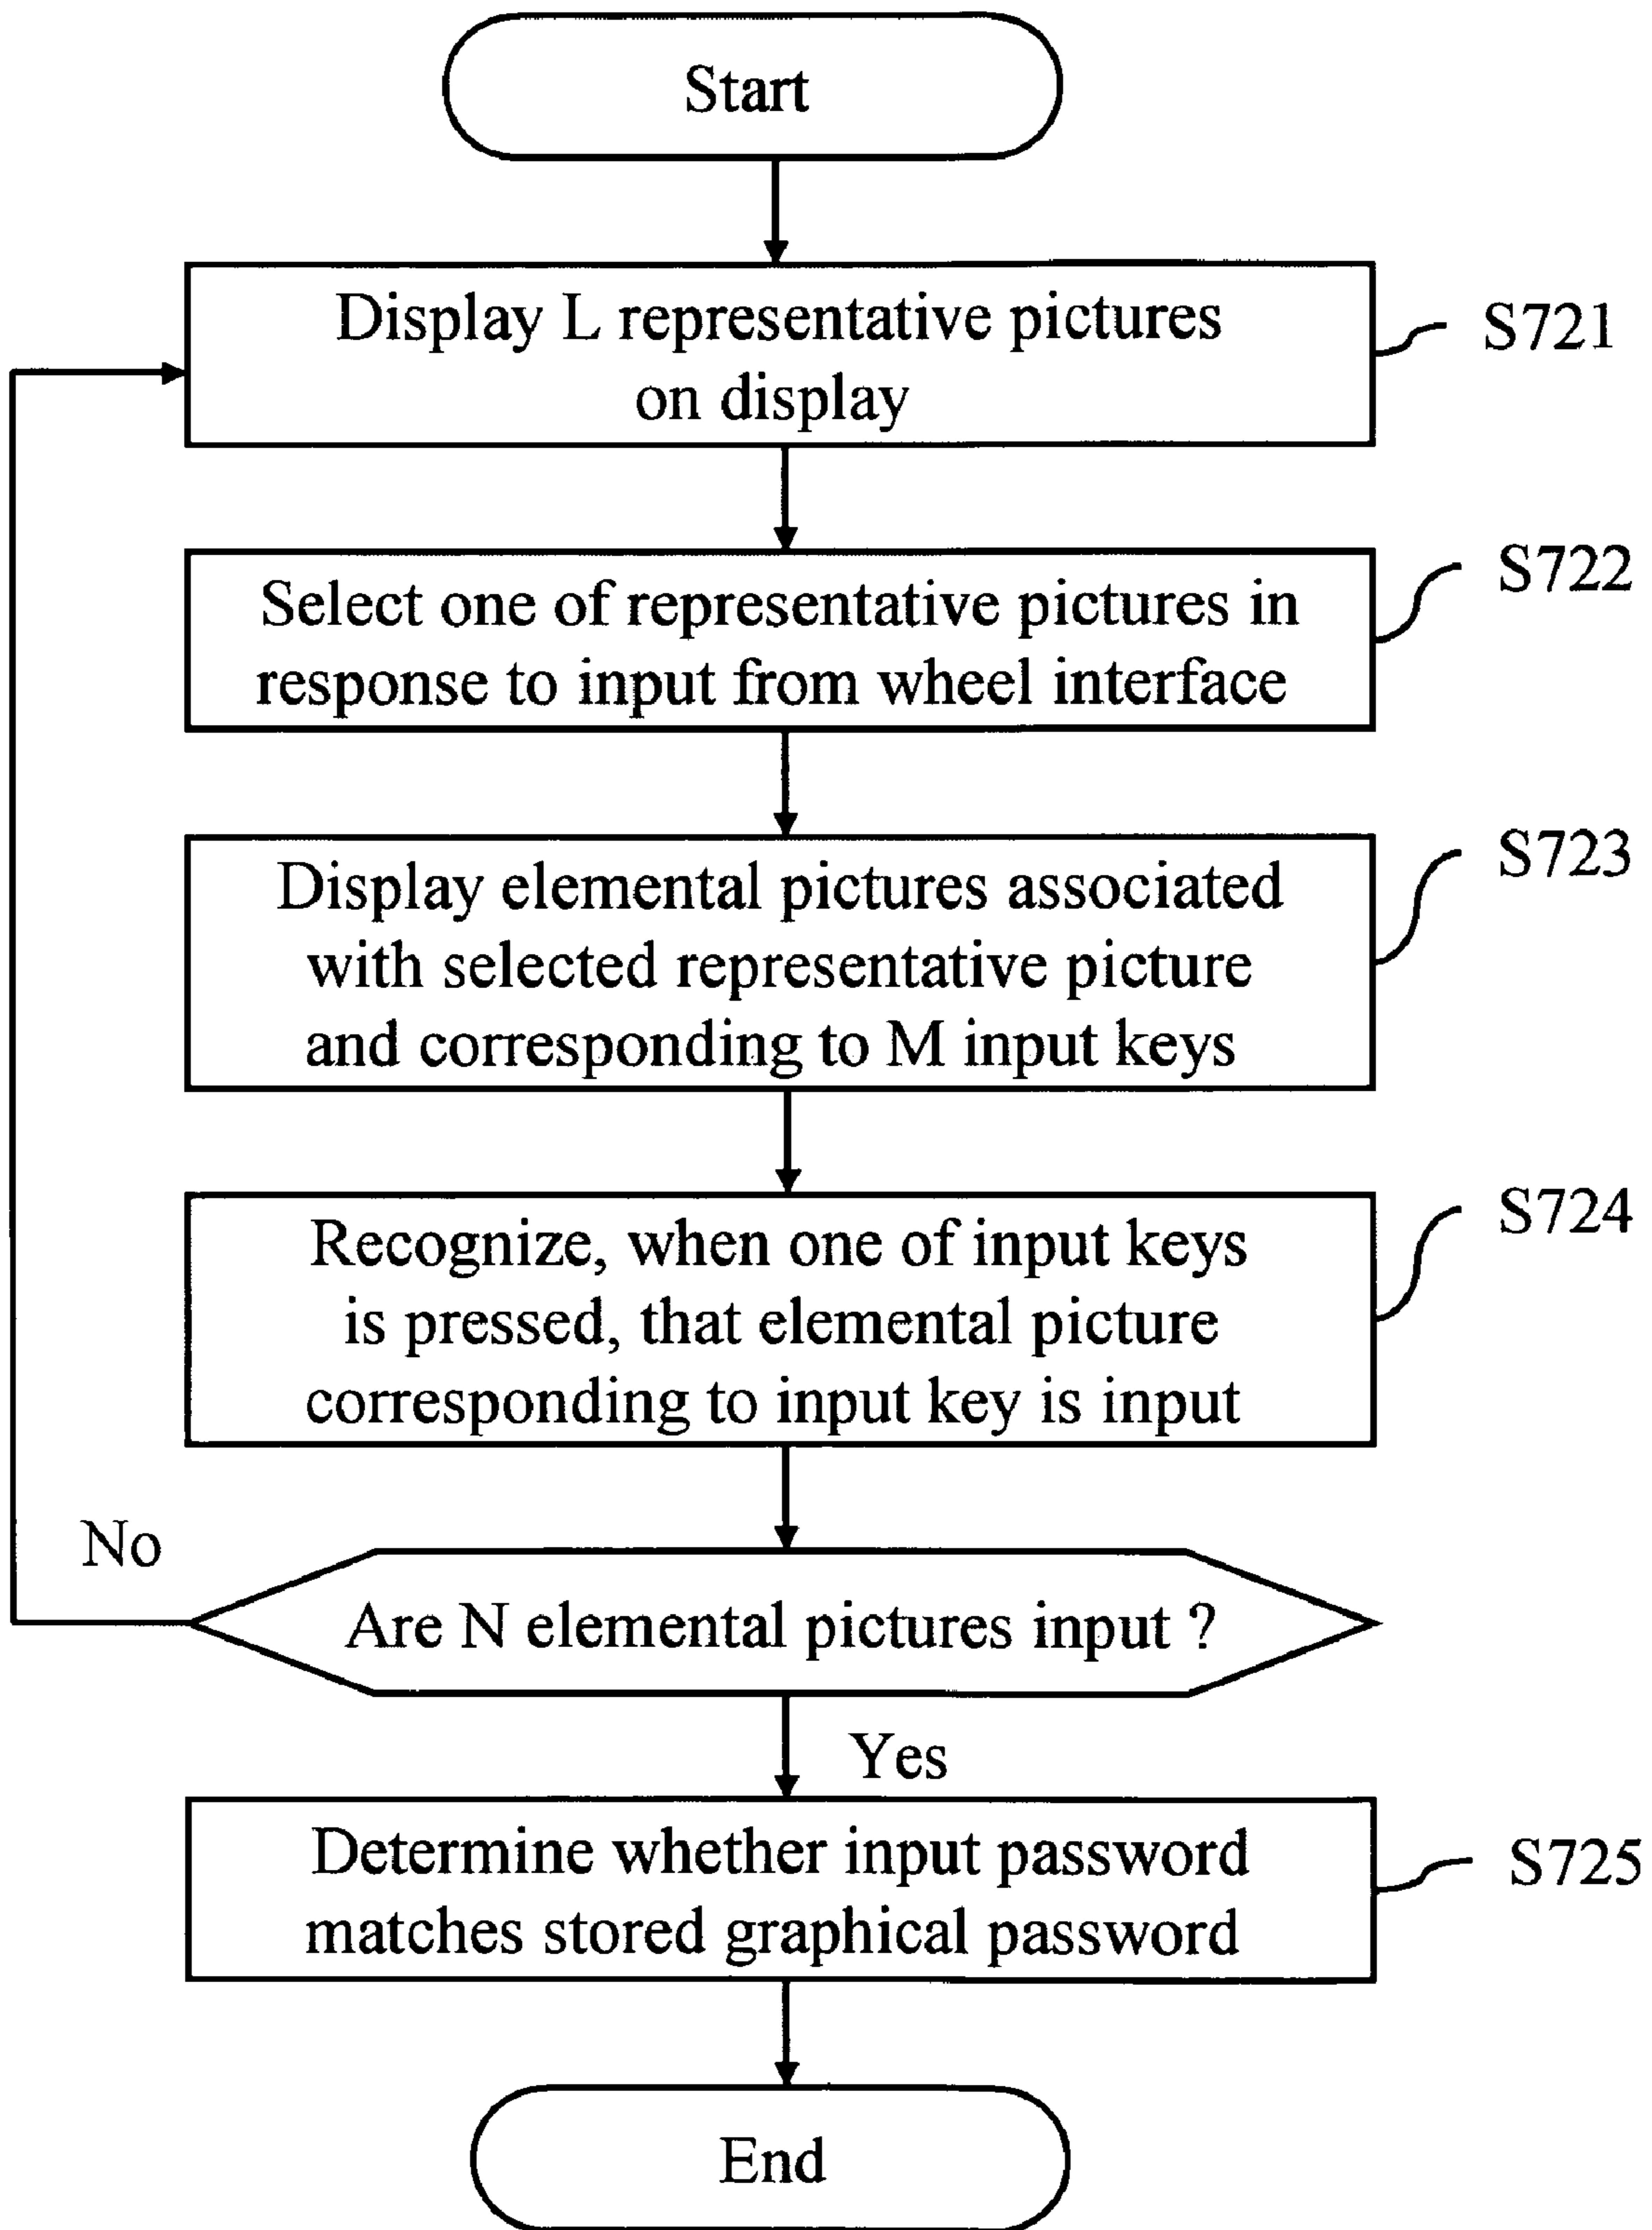 Start
Display L representative pictures
on display
S721
Select one of representative pictures in
response to input from wheel interface
S722
Display elemental pictures associated
with selected representative picture
and corresponding to M input keys
S723
Recognize, when one of input keys
is pressed, that elemental picture
corresponding to input key is input
S724
No
Are N elemental pictures input ?
Yes
Determine whether input password
matches stored graphical password
S725
End